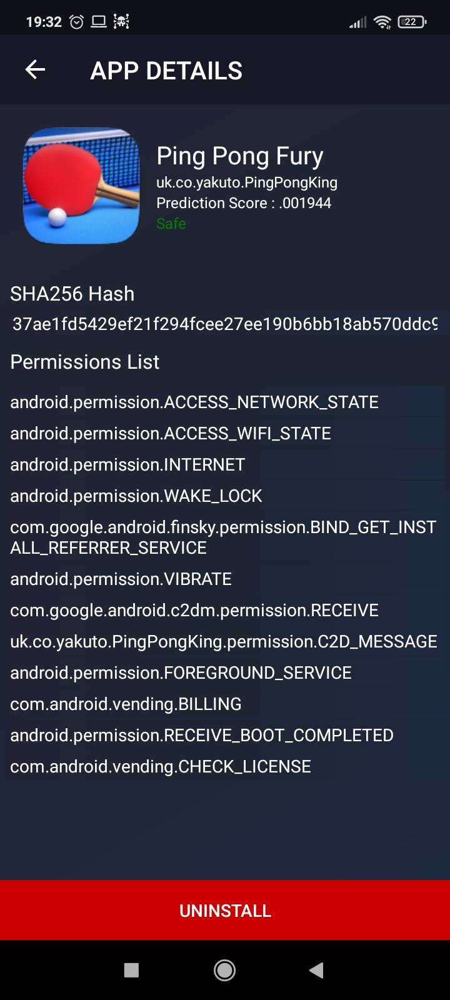 19:32
22
APP DETAILS
Ping Pong Fury
uk.co.yakuto.PingPongKing
Prediction Score : .001944
Safe
SHA256 Hash
37ae1fd5429ef21f294fcee27ee190b6bb18ab570ddc9
Permissions List
android.permission.ACCESS_NETWORK_STATE
android.permission.ACCESS_WIFI_STATE
android.permission.INTERNET
android.permission.WAKE_LOCK
com.google.android.finsky.permission.BIND_GET_INST
ALL_REFERRER_SERVICE
android.permission.VIBRATE
com.google.android.c2dm.permission.RECEIVE
uk.co.yakuto.PingPongKing.permission.C2D_MESSAGE
android.permission.FOREGROUND_SERVICE
com.android.vending.BILLING
android.permission.RECEIVE_BOOT_COMPLETED
com.android.vending.CHECK_LICENSE
UNINSTALL